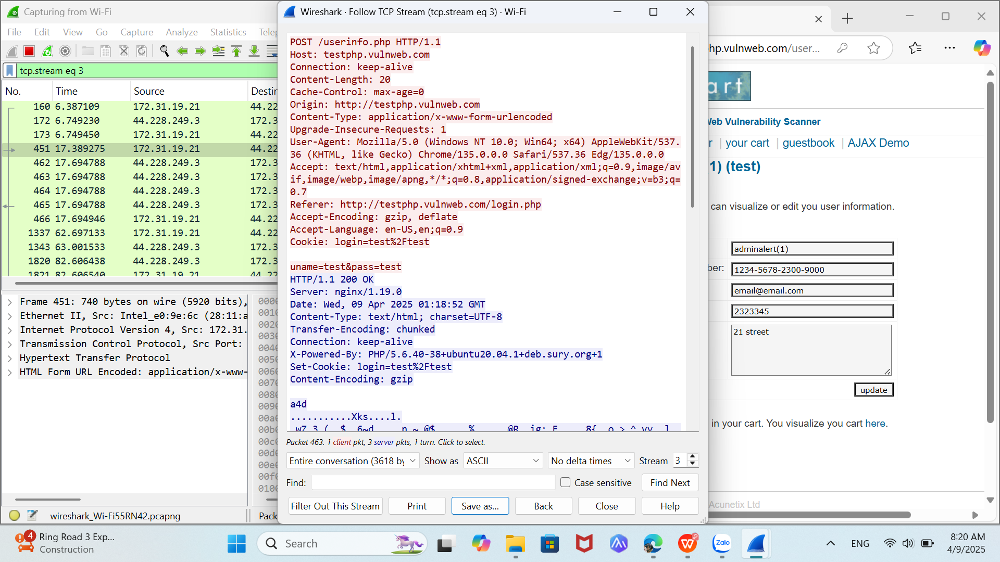 Capturing from Wi-Fi
File Edit View Go Capture Analyze Statistics
tcp.stream eq 3
No. Time Source
160 6.387109 172.31.19.21 44.22
172 6.749230 44.228.249.3 172.3
173 6.749450 172.31.19.21 44.22
451 17.389275 172.31.19.21 44.22
462 17.694788 44.228.249.3 172.3
463 17.694788 44.228.249.3 172.3
464 17.694788 44.228.249.3 172.3
465 17.694788 44.228.249.3 172.3
466 17.694946 172.31.19.21 44.22
1337 62.697133 172.31.19.21 44.22
1343 63.001533 44.228.249.3 172.3
1820 82.606438 44.228.249.3 172.3
1821 82.606540 172.31.19.21 44.22
Frame 451: 740 bytes on wire (5920 bits),
Ethernet II, Src: Intel_e0:9e:6c (28:11:a
Internet Protocol Version 4, Src: 172.31.
Transmission Control Protocol, Src Port:
Hypertext Transfer Protocol
HTML Form URL Encoded: application/x-www-
0000
0010
0020
0030
0040
0050
0060
0070
0080
0090
00a0
00b0
00c0
00d0
00e0
00f0
0100
wireshark_Wi-Fi55RN42.pcapng
Pack
Wireshark · Follow TCP Stream (tcp.stream eq 3) · Wi-Fi
POST /userinfo.php HTTP/1.1
Host: testphp.vulnweb.com
Connection: keep-alive
Content-Length: 20
Cache-Control: max-age=0
Origin: http://testphp.vulnweb.com
Content-Type: application/x-www-form-urlencoded
Upgrade-Insecure-Requests: 1
User-Agent: Mozilla/5.0 (Windows NT 10.0; Win64; x64) AppleWebKit/537.
36 (KHTML, like Gecko) Chrome/135.0.0.0 Safari/537.36 Edg/135.0.0.0
Accept: text/html,application/xhtml+xml,application/xml;q=0.9,image/av
if,image/webp,image/apng,*/*;q=0.8,application/signed-exchange;v=b3;q=
0.7
Referer: http://testphp.vulnweb.com/login.php
Accept-Encoding: gzip, deflate
Accept-Language: en-US,en;q=0.9
Cookie: login=test%2Ftest
uname=test&pass=test
HTTP/1.1 200 OK
Server: nginx/1.19.0
Date: Wed, 09 Apr 2025 01:18:52 GMT
Content-Type: text/html; charset=UTF-8
Transfer-Encoding: chunked
Connection: keep-alive
X-Powered-By: PHP/5.6.40-38+ubuntu20.04.1+deb.sury.org+1
Set-Cookie: login=test%2Ftest
Content-Encoding: gzip
a4d
...........Xks....l.
Packet 463. 1 client pkt, 3 server pkts, 1 turn. Click to select.
Entire conversation (3618 by Show as ASCII No delta times Stream 3
Find: Case sensitive Find Next
Filter Out This Stream Print Save as... Back Close Help
hp.vulnweb.com/user...
art
Web Vulnerability Scanner
r | your cart | guestbook | AJAX Demo
1) (test)
can visualize or edit you user information.
adminalert(1)
ber: 1234-5678-2300-9000
email@email.com
2323345
21 street
update
in your cart. You visualize you cart here.
Acunetix Ltd
4
Ring Road 3 Exp...
Construction
Search
Zalo
ENG
8:20 AM
4/9/2025